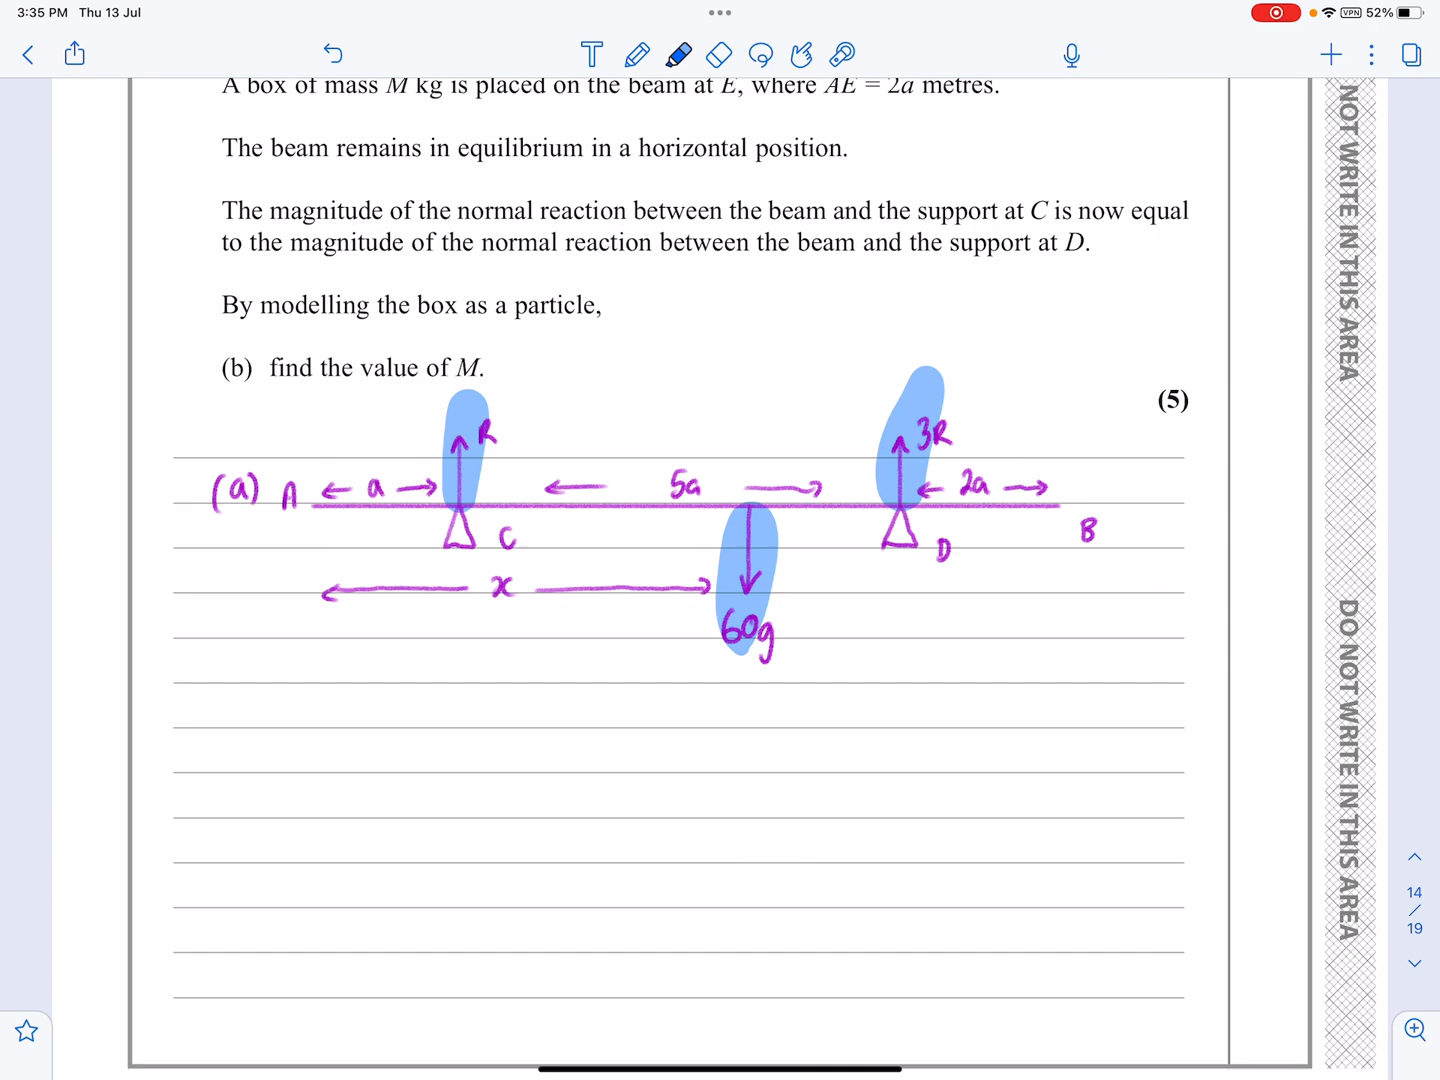 3:35 PM Thu 13 Jul
VPN 52%
A box of mass M kg is placed on the beam at E, where AE = 2a metres.
The beam remains in equilibrium in a horizontal position.
The magnitude of the normal reaction between the beam and the support at C is now equal
to the magnitude of the normal reaction between the beam and the support at D.
By modelling the box as a particle,
(b) find the value of M.
(5)
R
3R
(a) A a 5a 2a
C D B
x
60g
NOT WRITE IN THIS AREA
DO NOT WRITE IN THIS AREA
14
/
19